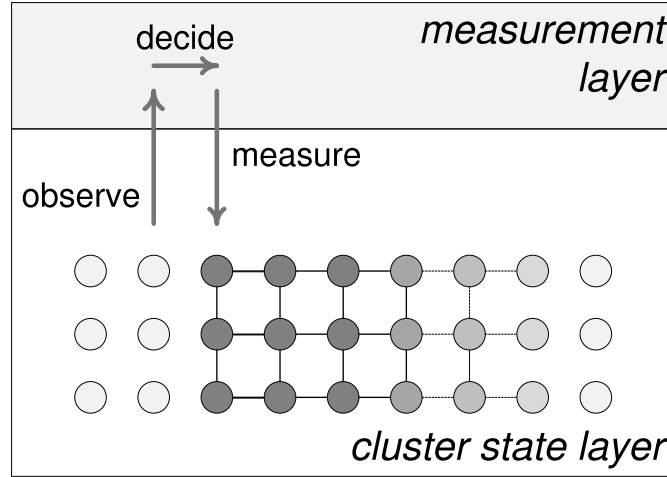 decide
measurement
layer
measure
observe
cluster state layer